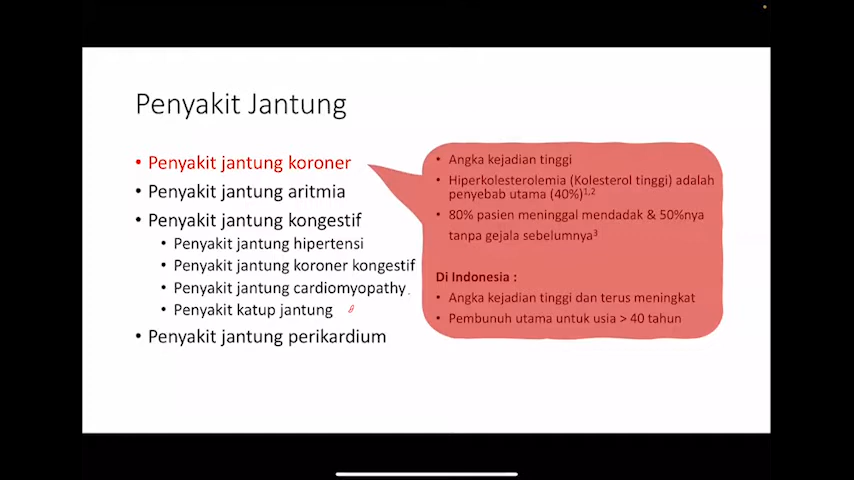 Penyakit Jantung
• Penyakit jantung koroner
• Penyakit jantung aritmia
• Penyakit jantung kongestif
• Penyakit jantung hipertensi
• Penyakit jantung koroner kongestif
• Penyakit jantung cardiomyopathy
• Penyakit katup jantung
• Penyakit jantung perikardium
• Angka kejadian tinggi
• Hiperkolesterolemia (Kolesterol tinggi) adalah
penyebab utama (40%)¹,²
• 80% pasien meninggal mendadak & 50%nya
tanpa gejala sebelumnya³
Di Indonesia :
• Angka kejadian tinggi dan terus meningkat
• Pembunuh utama untuk usia > 40 tahun